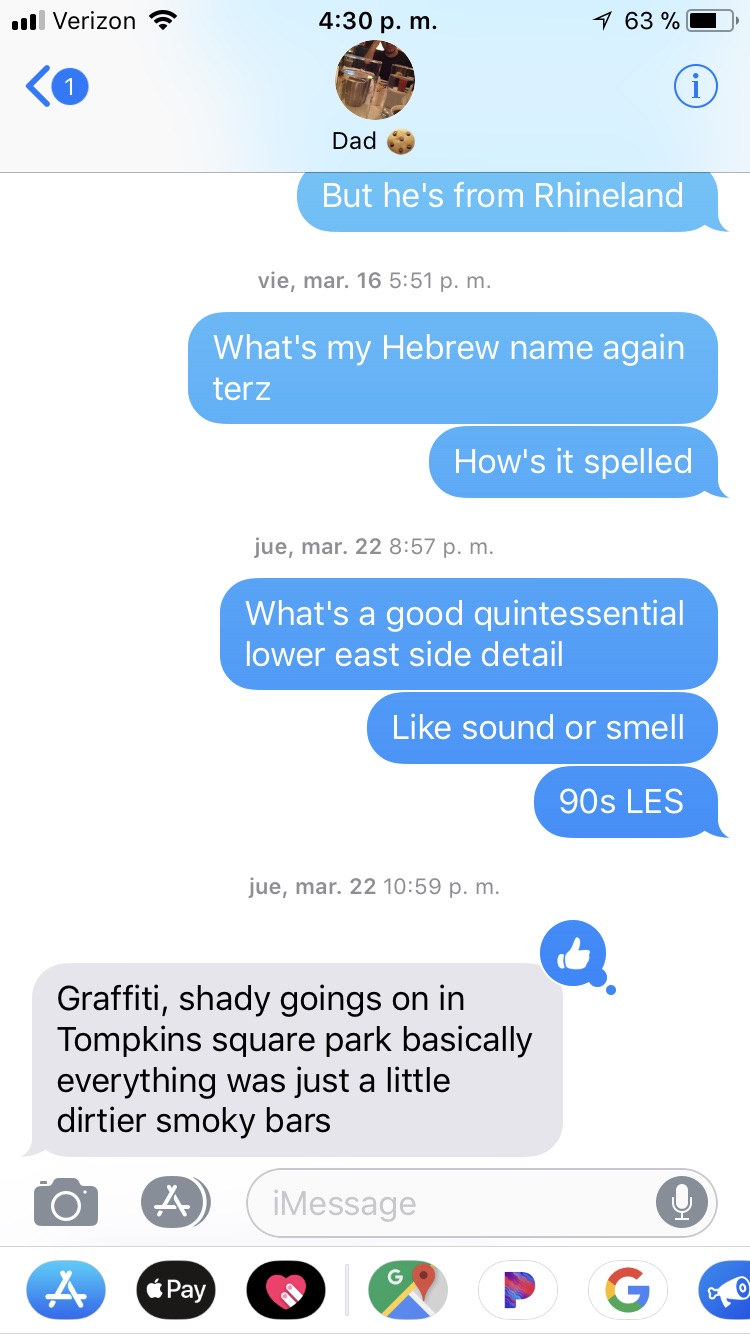 Verizon 4:30 p. m. 63 %
1
Dad
But he's from Rhineland
vie, mar. 16 5:51 p. m.
What's my Hebrew name again
terz
How's it spelled
jue, mar. 22 8:57 p. m.
What's a good quintessential
lower east side detail
Like sound or smell
90s LES
jue, mar. 22 10:59 p. m.
Graffiti, shady goings on in
Tompkins square park basically
everything was just a little
dirtier smoky bars
iMessage
Pay
G
G